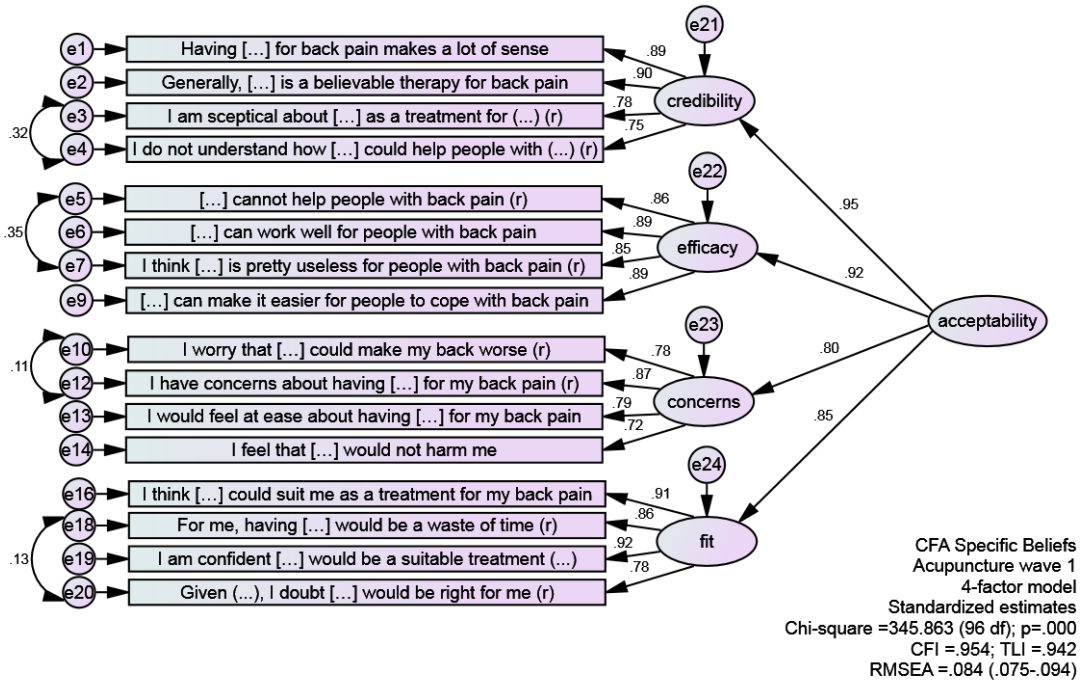 e21
e1 Having [...] for back pain makes a lot of sense .89
e2 Generally, [...] is a believable therapy for back pain .90
credibility
e3 I am sceptical about [...] as a treatment for (...) (r) .78
.32
e4 I do not understand how [...] could help people with (...) (r) .75
e22
e5 [...] cannot help people with back pain (r) .86
.95
.35
e6 [...] can work well for people with back pain .89
efficacy
e7 I think [...] is pretty useless for people with back pain (r) .85
.92
e9 [...] can make it easier for people to cope with back pain .89
acceptability
e23
e10 I worry that [...] could make my back worse (r) .78
.80
.11
e12 I have concerns about having [...] for my back pain (r) .87
concerns
e13 I would feel at ease about having [...] for my back pain .79
.85
e14 I feel that [...] would not harm me .72
e24
e16 I think [...] could suit me as a treatment for my back pain .91
e18 For me, having [...] would be a waste of time (r) .86
fit
.13
e19 I am confident [...] would be a suitable treatment (...) .92
e20 Given (...), I doubt [...] would be right for me (r) .78
CFA Specific Beliefs
Acupuncture wave 1
4-factor model
Standardized estimates
Chi-square =345.863 (96 df); p=.000
CFI =.954; TLI =.942
RMSEA =.084 (.075-.094)